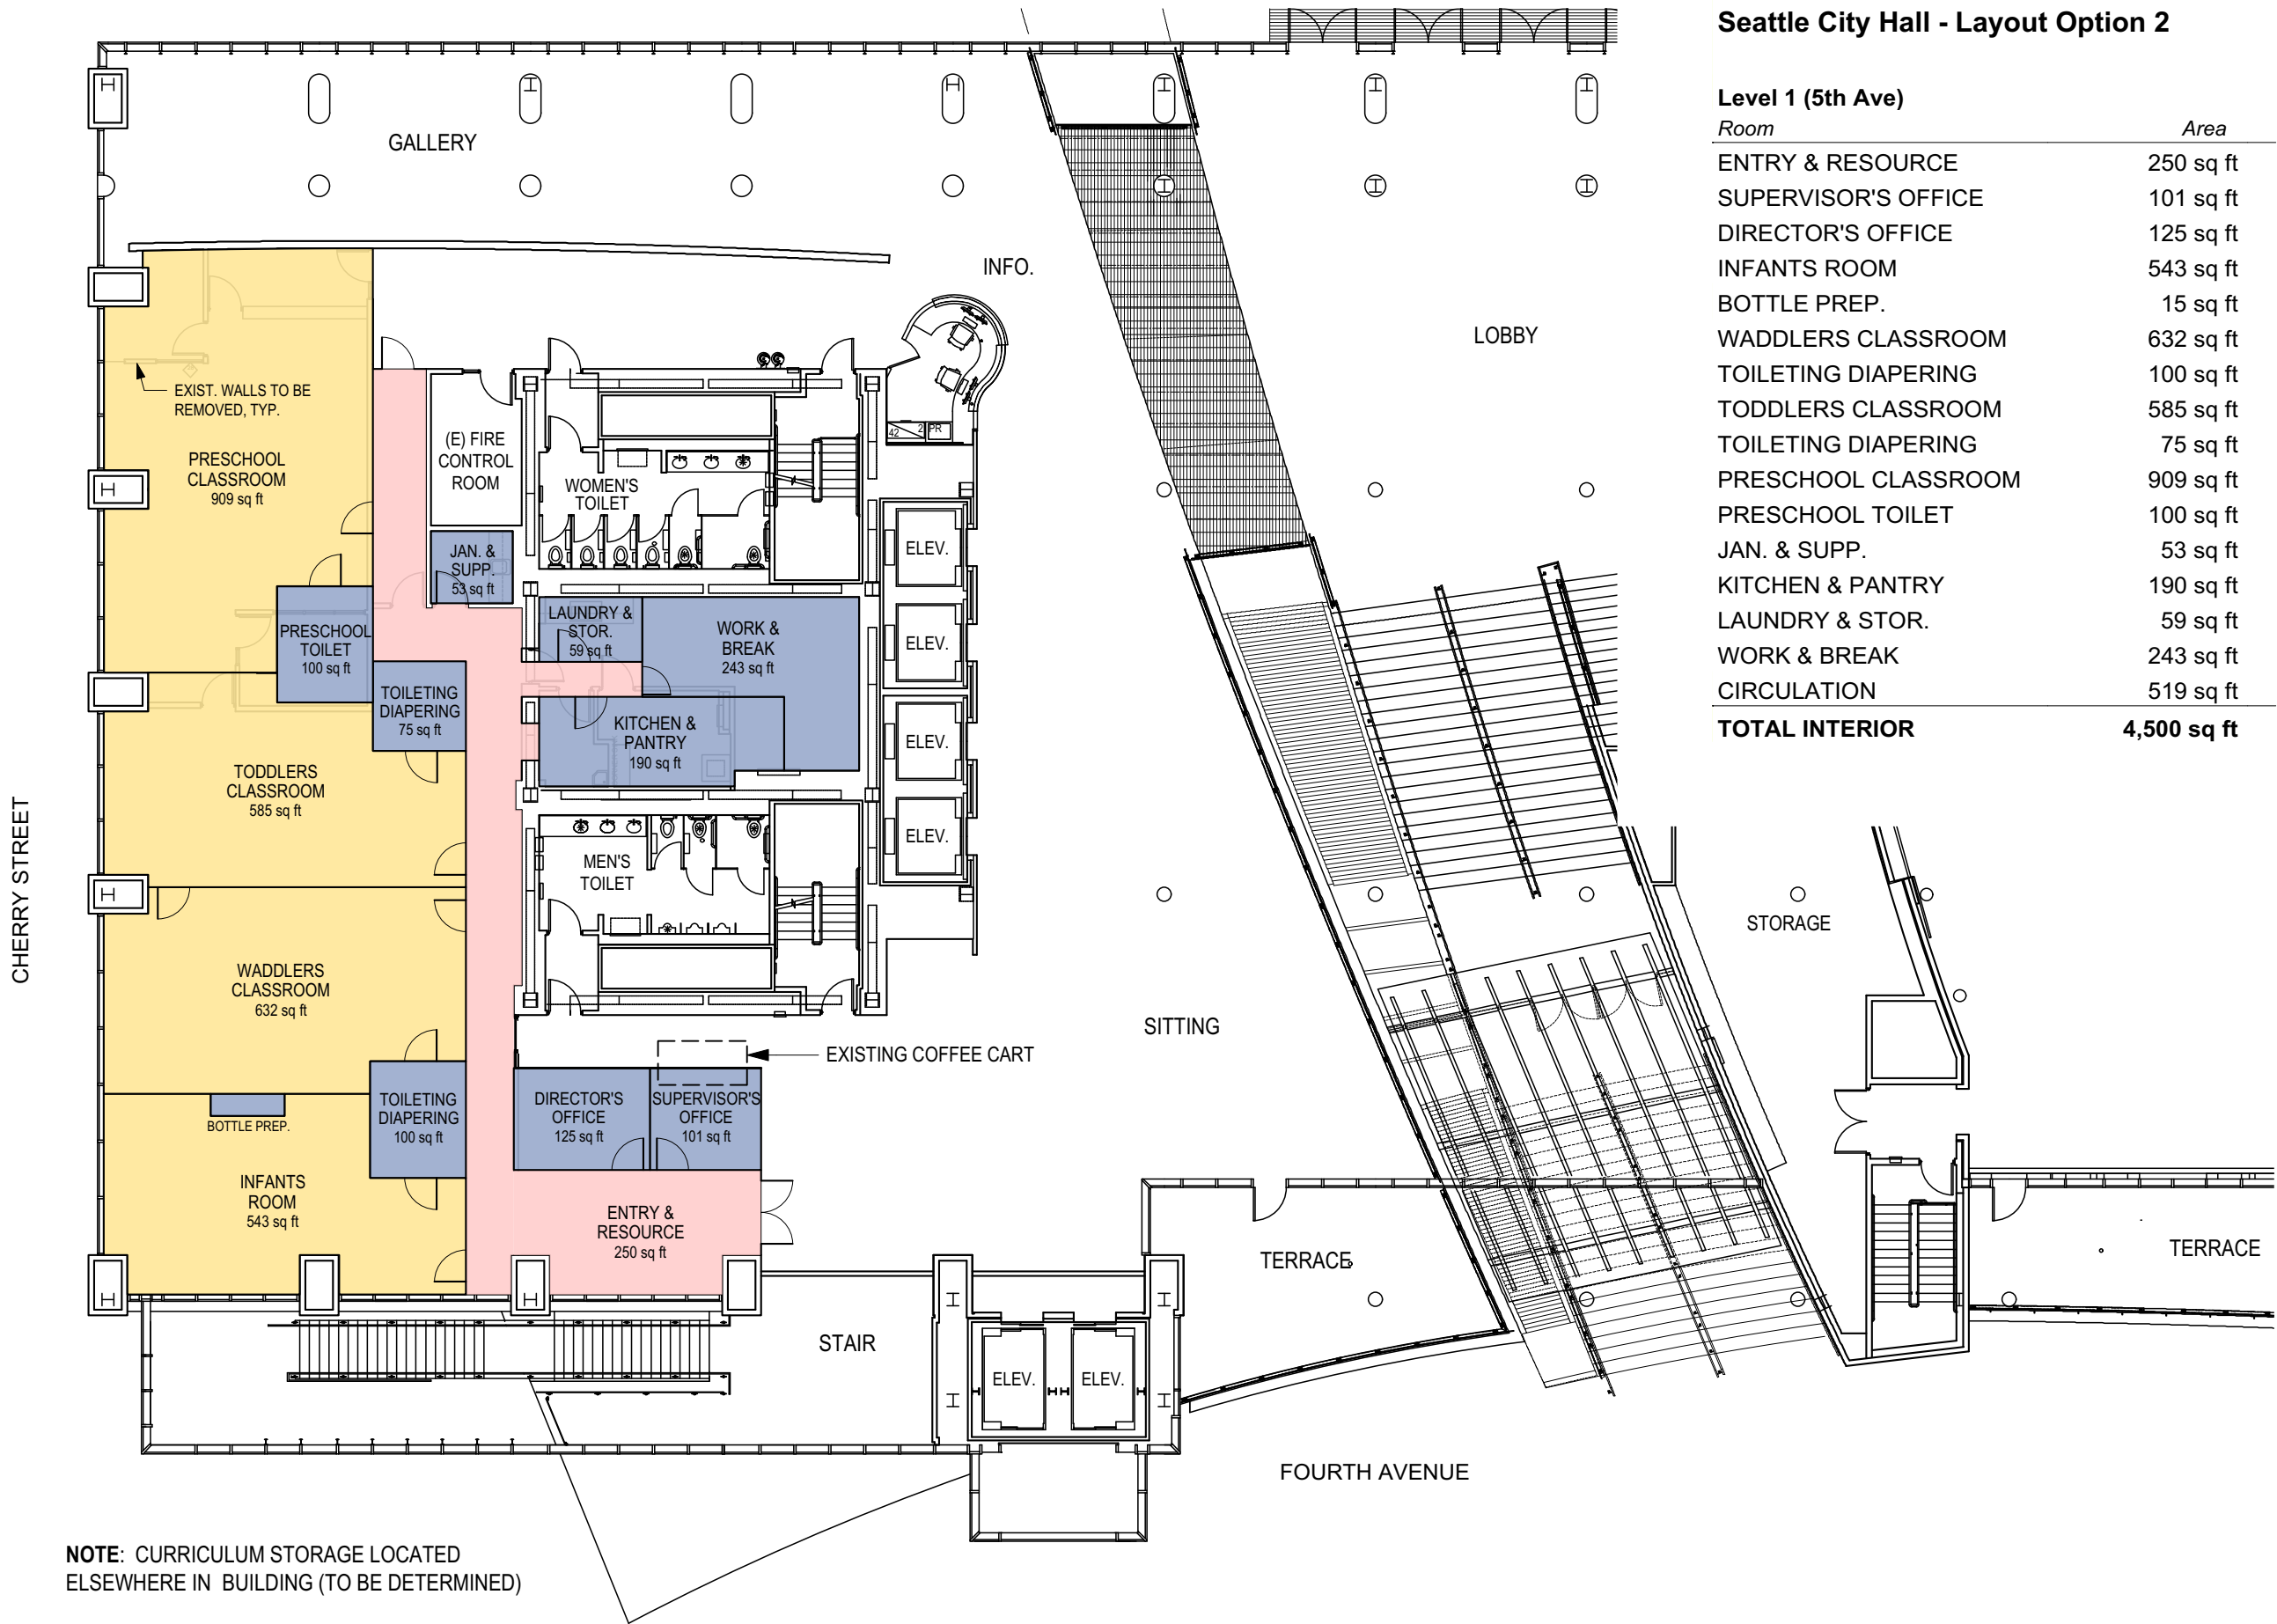 Seattle City Hall - Layout Option 2
Level 1 (5th Ave)
Room Area
ENTRY & RESOURCE 250 sq ft
SUPERVISOR'S OFFICE 101 sq ft
DIRECTOR'S OFFICE 125 sq ft
INFANTS ROOM 543 sq ft
BOTTLE PREP. 15 sq ft
WADDLERS CLASSROOM 632 sq ft
TOILETING DIAPERING 100 sq ft
TODDLERS CLASSROOM 585 sq ft
TOILETING DIAPERING 75 sq ft
PRESCHOOL CLASSROOM 909 sq ft
PRESCHOOL TOILET 100 sq ft
JAN. & SUPP. 53 sq ft
KITCHEN & PANTRY 190 sq ft
LAUNDRY & STOR. 59 sq ft
WORK & BREAK 243 sq ft
CIRCULATION 519 sq ft
TOTAL INTERIOR 4,500 sq ft
GALLERY
INFO.
LOBBY
EXIST. WALLS TO BE
REMOVED, TYP.
PRESCHOOL
CLASSROOM
909 sq ft
(E) FIRE
CONTROL
ROOM
42
2
PR
WOMEN'S
TOILET
JAN. &
SUPP.
53 sq ft
ELEV.
ELEV.
ELEV.
ELEV.
LAUNDRY &
STOR.
59 sq ft
WORK &
BREAK
243 sq ft
PRESCHOOL
TOILET
100 sq ft
TOILETING
DIAPERING
75 sq ft
KITCHEN &
PANTRY
190 sq ft
TODDLERS
CLASSROOM
585 sq ft
MEN'S
TOILET
CHERRY STREET
STORAGE
WADDLERS
CLASSROOM
632 sq ft
SITTING
EXISTING COFFEE CART
TOILETING
DIAPERING
100 sq ft
DIRECTOR'S
OFFICE
125 sq ft
SUPERVISOR'S
OFFICE
101 sq ft
BOTTLE PREP.
INFANTS
ROOM
543 sq ft
ENTRY &
RESOURCE
250 sq ft
TERRACE
TERRACE
STAIR
ELEV.
ELEV.
FOURTH AVENUE
NOTE: CURRICULUM STORAGE LOCATED
ELSEWHERE IN BUILDING (TO BE DETERMINED)